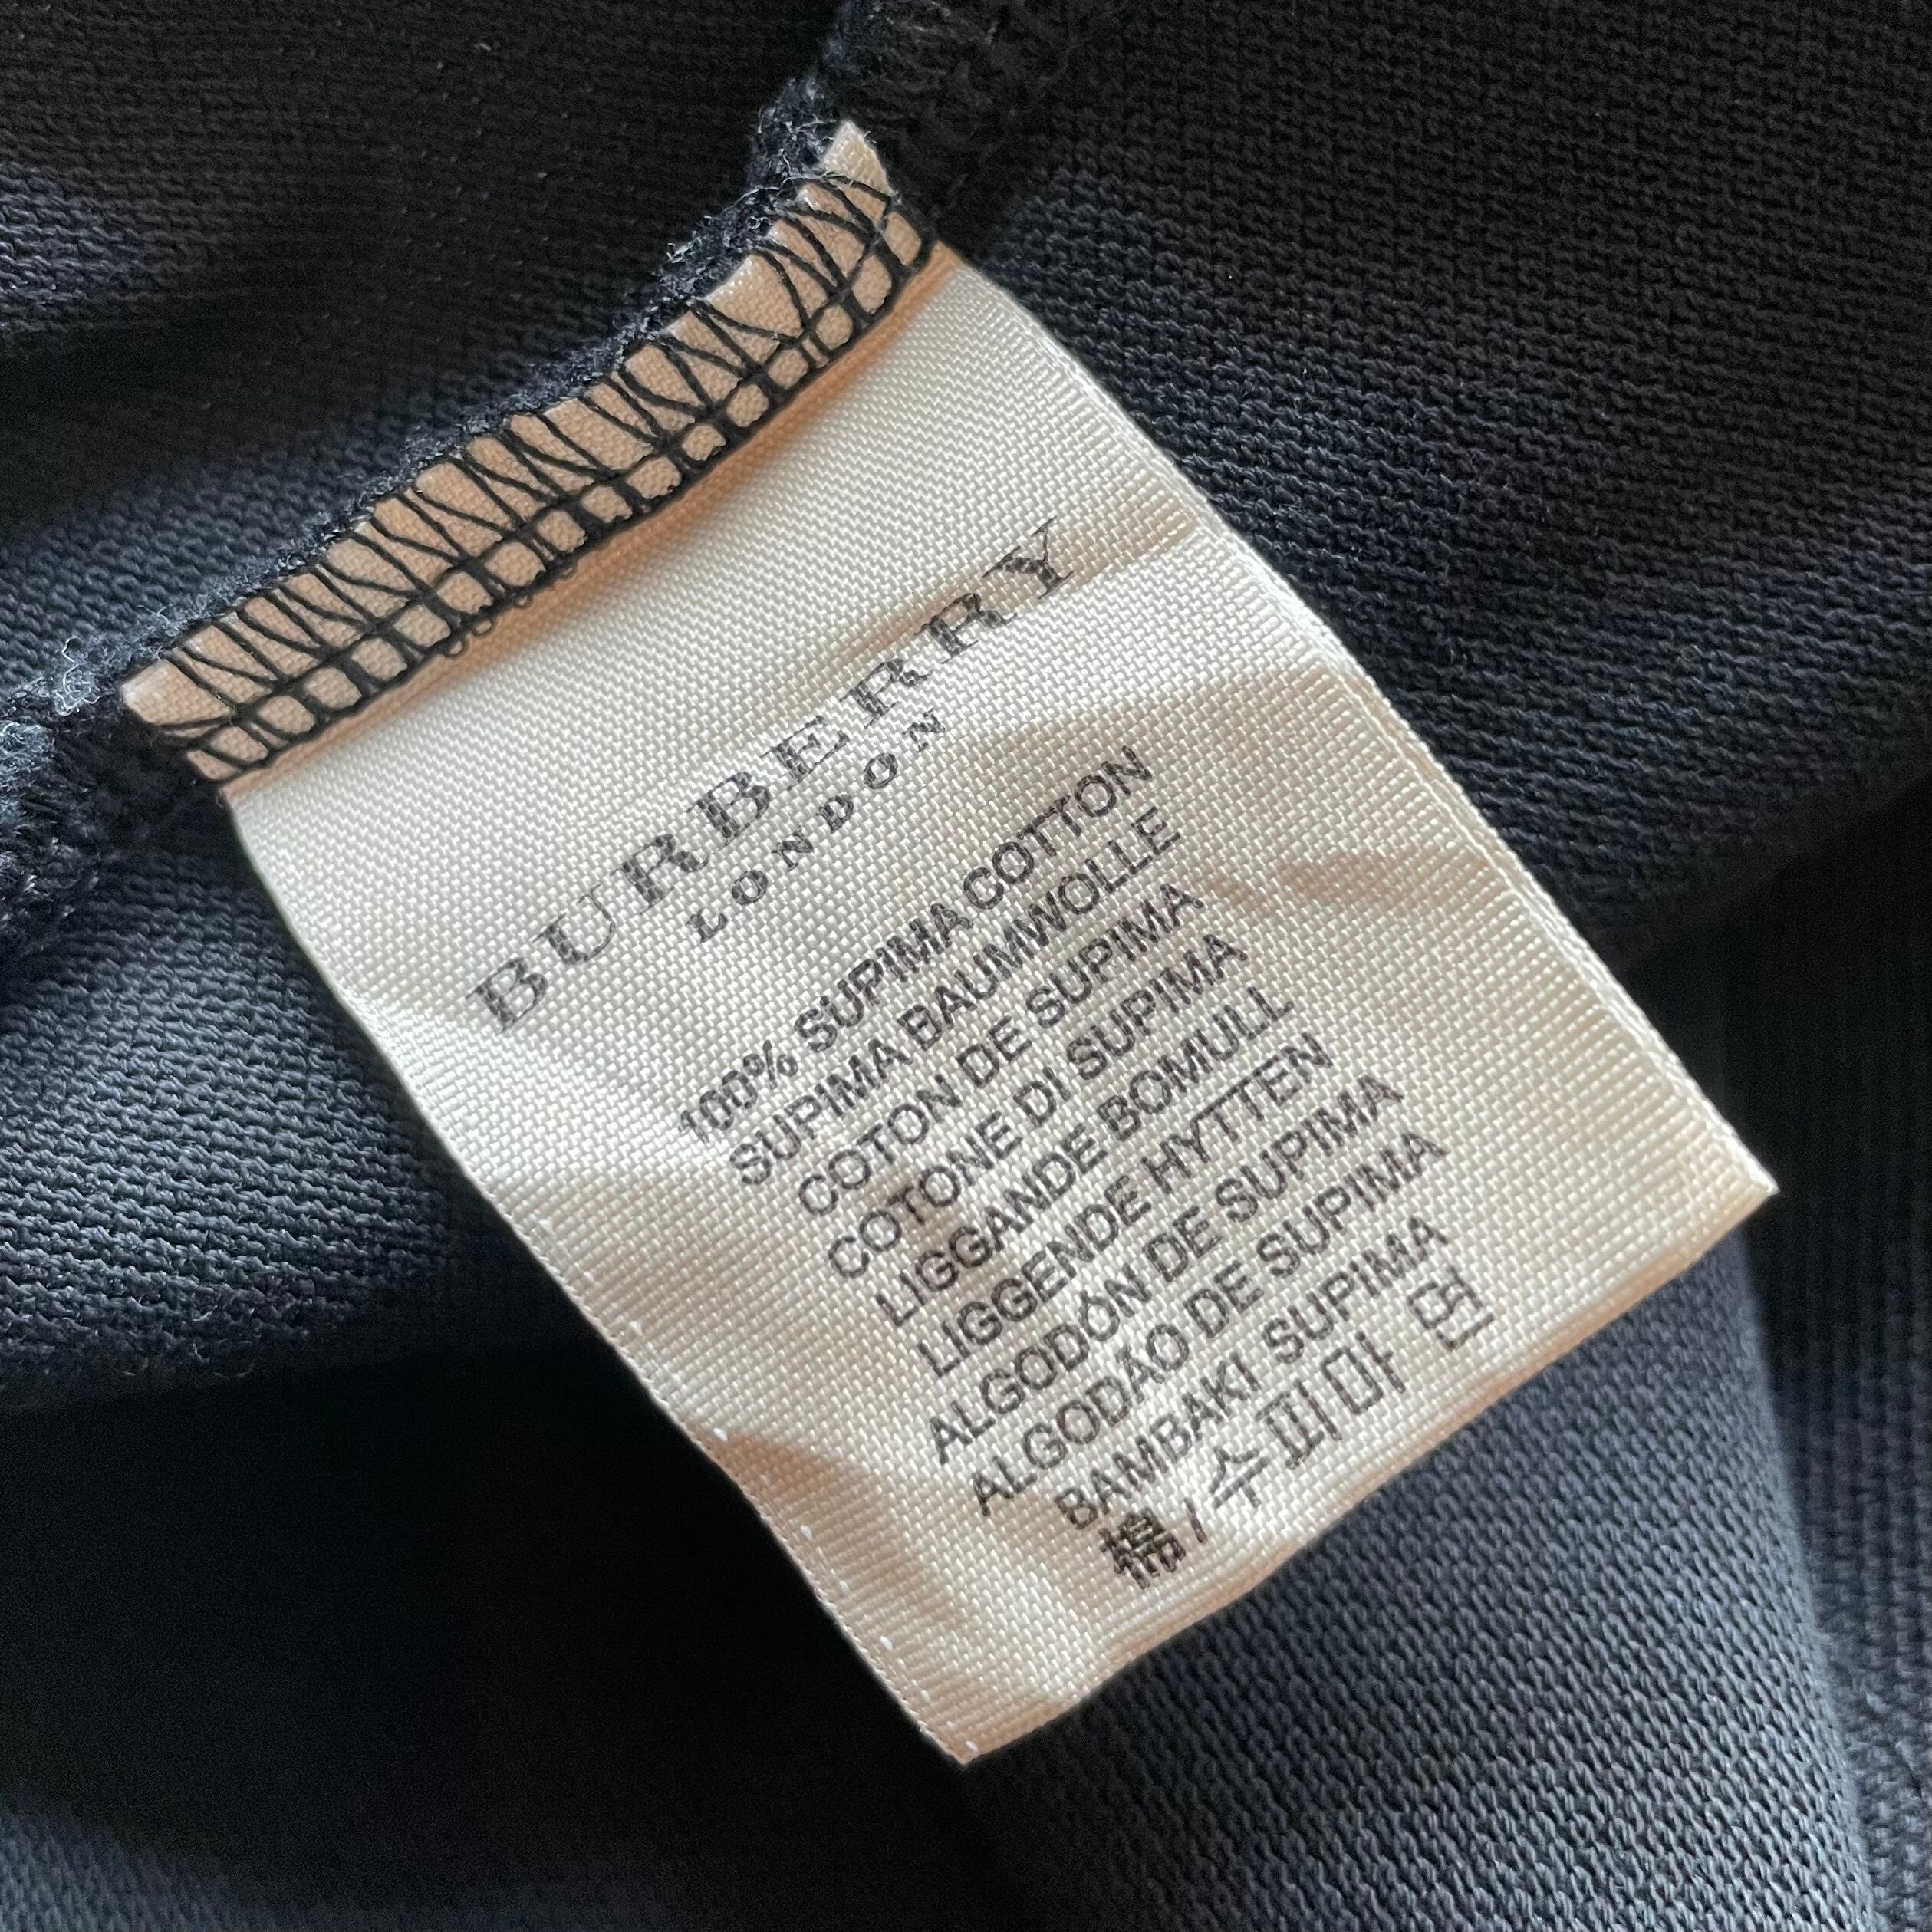 BURBERRY
LONDON
100% SUPIMA COTTON
SUPIMA BAUMWOLLE
COTON DE SUPIMA
COTONE DI SUPIMA
LIGGANDE BOMULL
LIGGENDE HYTTEN
ALGODÓN DE SUPIMA
ALGODÃO DE SUPIMA
BAMBAKI SUPIMA
棉 / 수피마 면